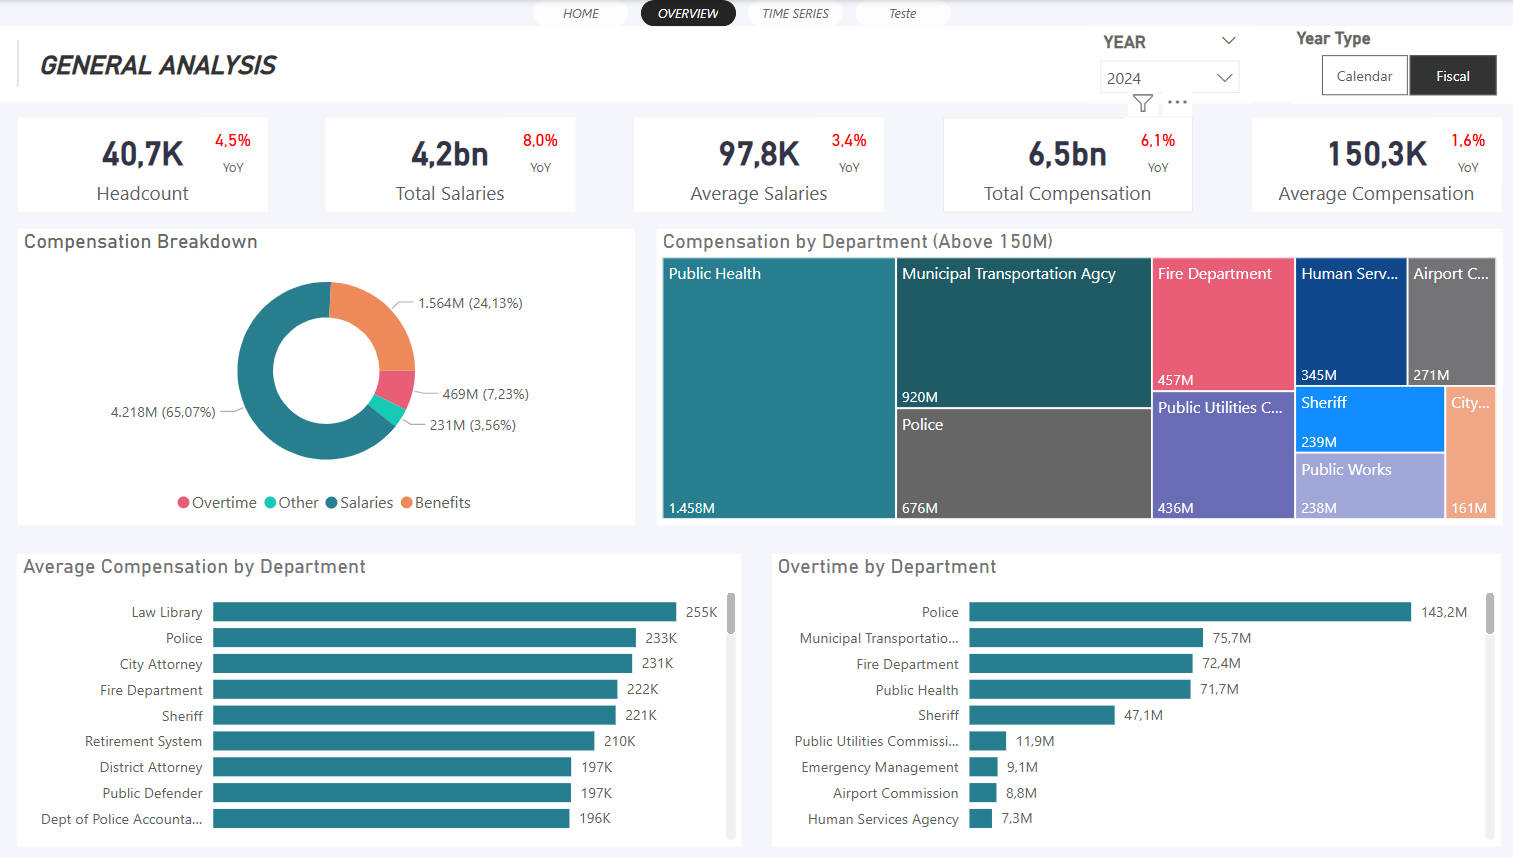 HOME
OVERVIEW
TIME SERIES
Teste
GENERAL ANALYSIS
YEAR
2024
Year Type
Calendar
Fiscal
40,7K
4,5%
YoY
Headcount
4,2bn
8,0%
YoY
Total Salaries
97,8K
3,4%
YoY
Average Salaries
6,5bn
6,1%
YoY
Total Compensation
150,3K
1,6%
YoY
Average Compensation
Compensation Breakdown
1.564M (24,13%)
469M (7,23%)
4.218M (65,07%)
231M (3,56%)
Overtime
Other
Salaries
Benefits
Compensation by Department (Above 150M)
Public Health
1.458M
Municipal Transportation Agcy
920M
Police
676M
Fire Department
457M
Public Utilities C...
436M
Human Serv...
345M
Airport C...
271M
Sheriff
239M
Public Works
238M
City...
161M
Average Compensation by Department
Law Library 255K
Police 233K
City Attorney 231K
Fire Department 222K
Sheriff 221K
Retirement System 210K
District Attorney 197K
Public Defender 197K
Dept of Police Accounta... 196K
Overtime by Department
Police 143,2M
Municipal Transportatio... 75,7M
Fire Department 72,4M
Public Health 71,7M
Sheriff 47,1M
Public Utilities Commissi... 11,9M
Emergency Management 9,1M
Airport Commission 8,8M
Human Services Agency 7,3M